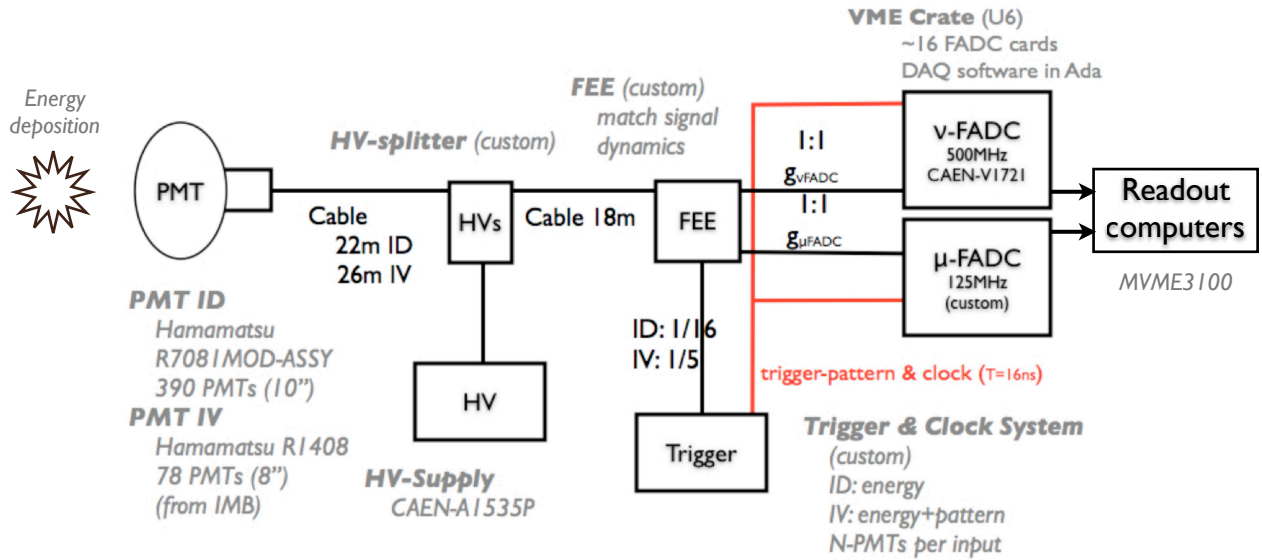 VME Crate (U6)
~16 FADC cards
DAQ software in Ada
Energy
deposition
FEE (custom)
match signal
dynamics
HV-splitter (custom)
PMT
Cable
22m ID
26m IV
HVs
Cable 18m
FEE
1:1
gνFADC
1:1
gμFADC
ν-FADC
500MHz
CAEN-V1721
μ-FADC
125MHz
(custom)
Readout
computers
MVME3100
PMT ID
Hamamatsu
R7081MOD-ASSY
390 PMTs (10”)
PMT IV
Hamamatsu R1408
78 PMTs (8”)
(from IMB)
HV
HV-Supply
CAEN-A1535P
ID: 1/16
IV: 1/5
trigger-pattern & clock (T=16ns)
Trigger
Trigger & Clock System
(custom)
ID: energy
IV: energy+pattern
N-PMTs per input